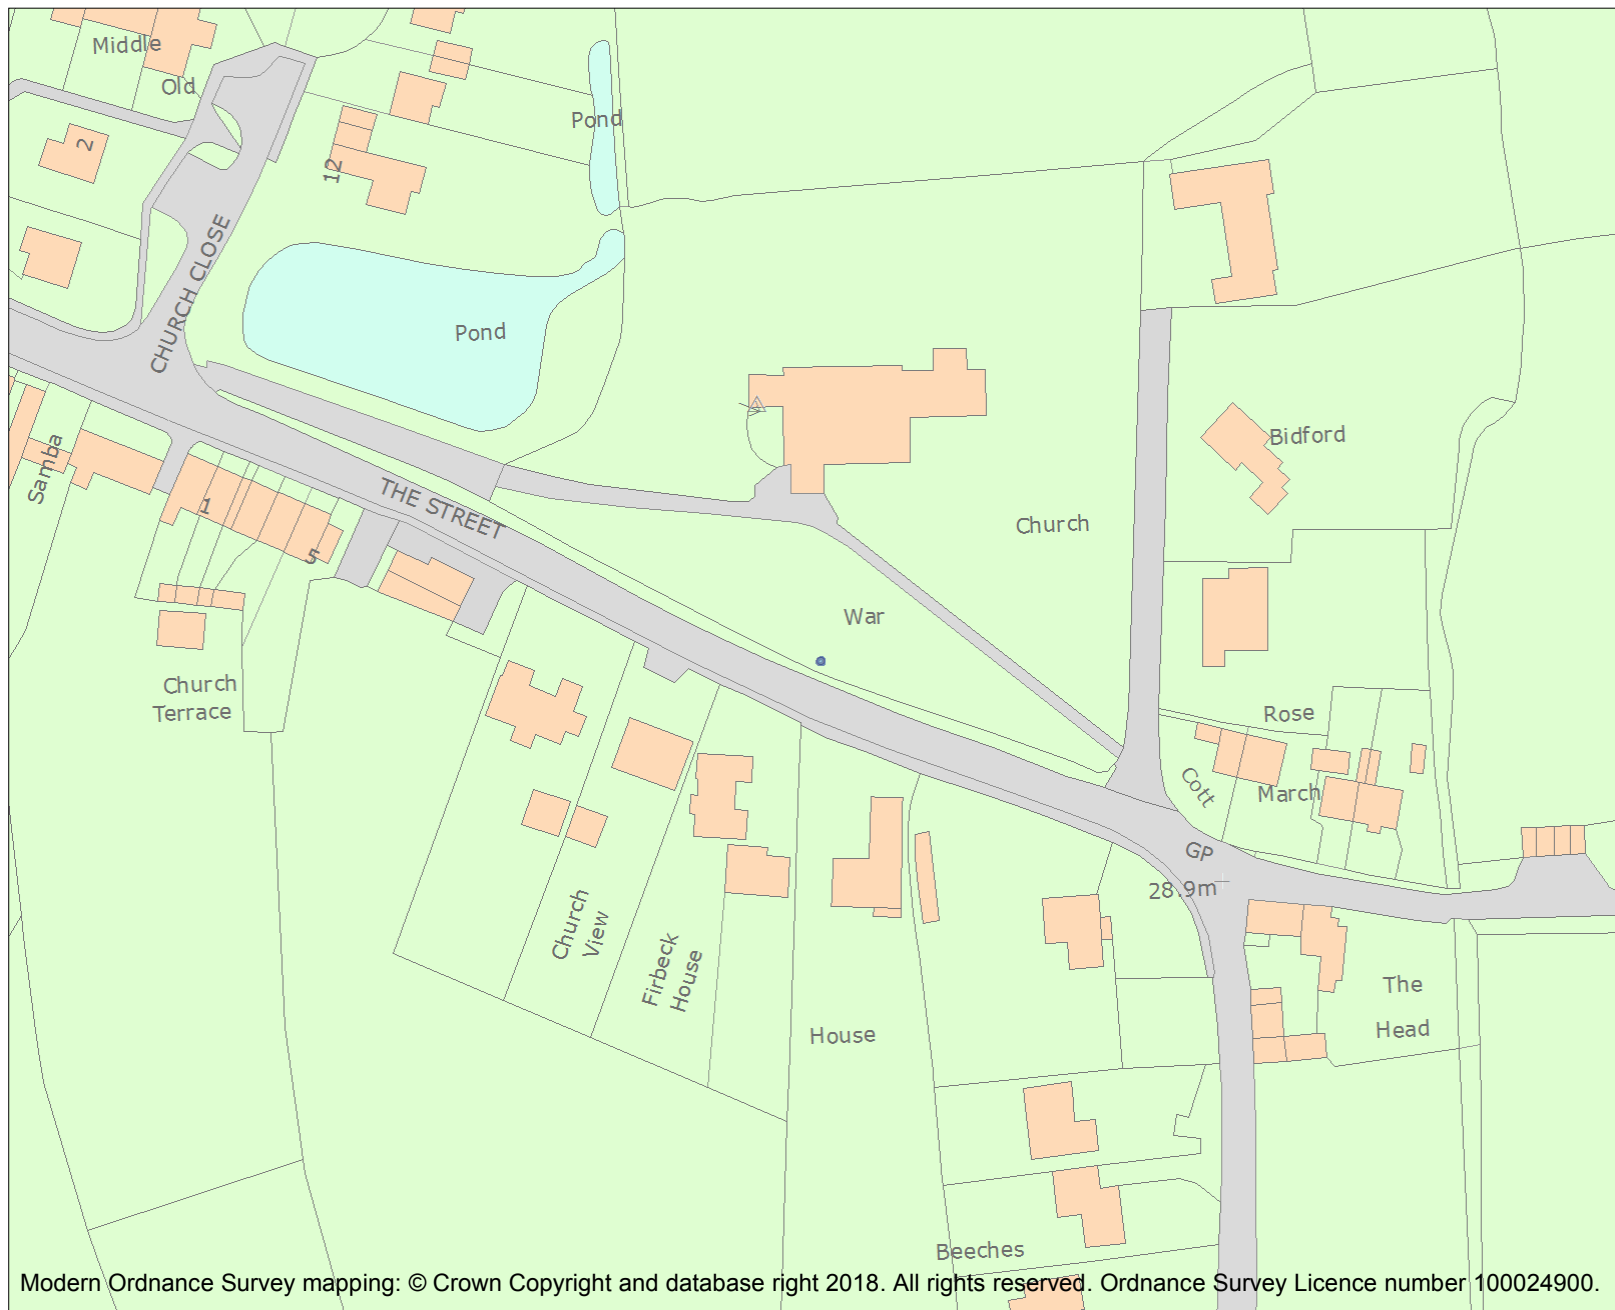 Middle
Old
2
12
Pond
CHURCH CLOSE
Pond
Samba
1
5
THE STREET
Bidford
Church
War
Church
Terrace
Rose
Cott
March
GP
28.9m
Church
View
Firbeck
House
House
The
Head
Beeches
Modern Ordnance Survey mapping: © Crown Copyright and database right 2018. All rights reserved. Ordnance Survey Licence number 100024900.